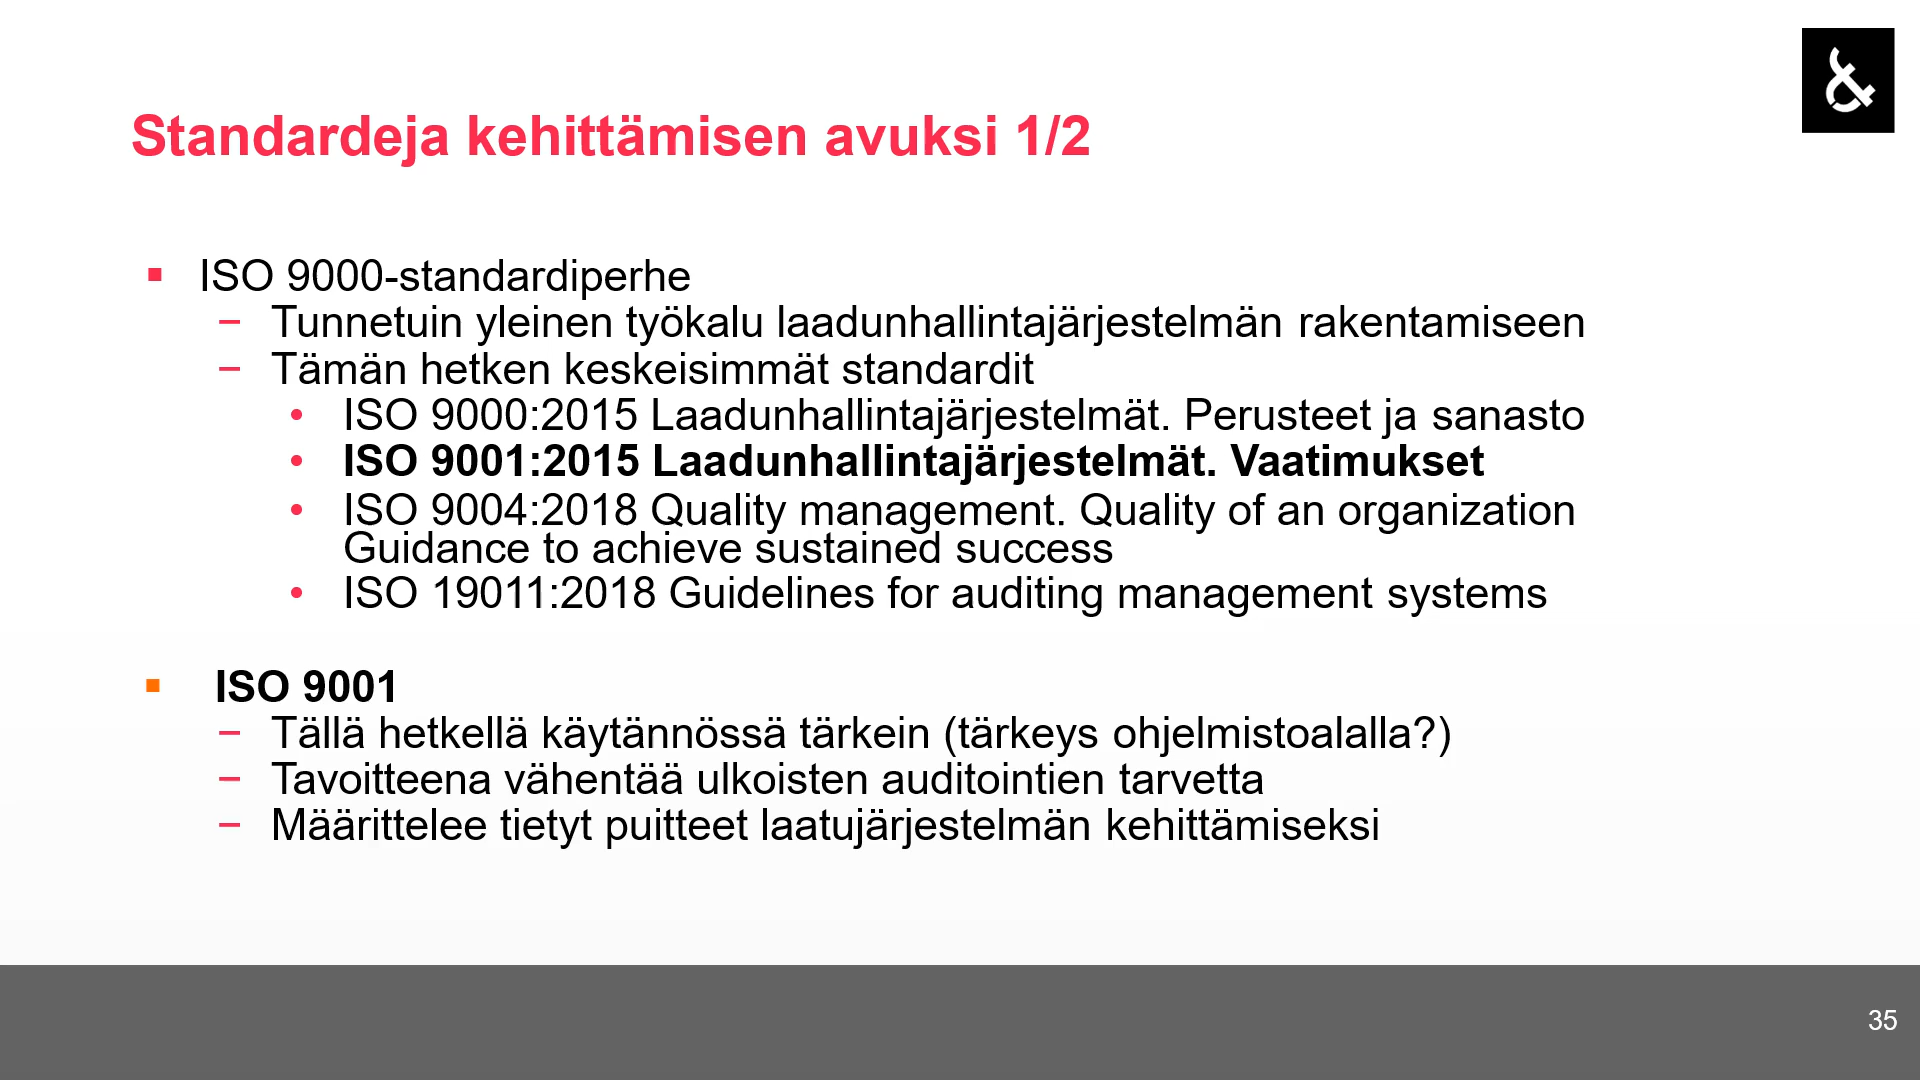 &
Standardeja kehittämisen avuksi 1/2
▪ ISO 9000-standardiperhe
− Tunnetuin yleinen työkalu laadunhallintajärjestelmän rakentamiseen
− Tämän hetken keskeisimmät standardit
• ISO 9000:2015 Laadunhallintajärjestelmät. Perusteet ja sanasto
• ISO 9001:2015 Laadunhallintajärjestelmät. Vaatimukset
• ISO 9004:2018 Quality management. Quality of an organization
Guidance to achieve sustained success
• ISO 19011:2018 Guidelines for auditing management systems
▪ ISO 9001
− Tällä hetkellä käytännössä tärkein (tärkeys ohjelmistoalalla?)
− Tavoitteena vähentää ulkoisten auditointien tarvetta
− Määrittelee tietyt puitteet laatujärjestelmän kehittämiseksi
35